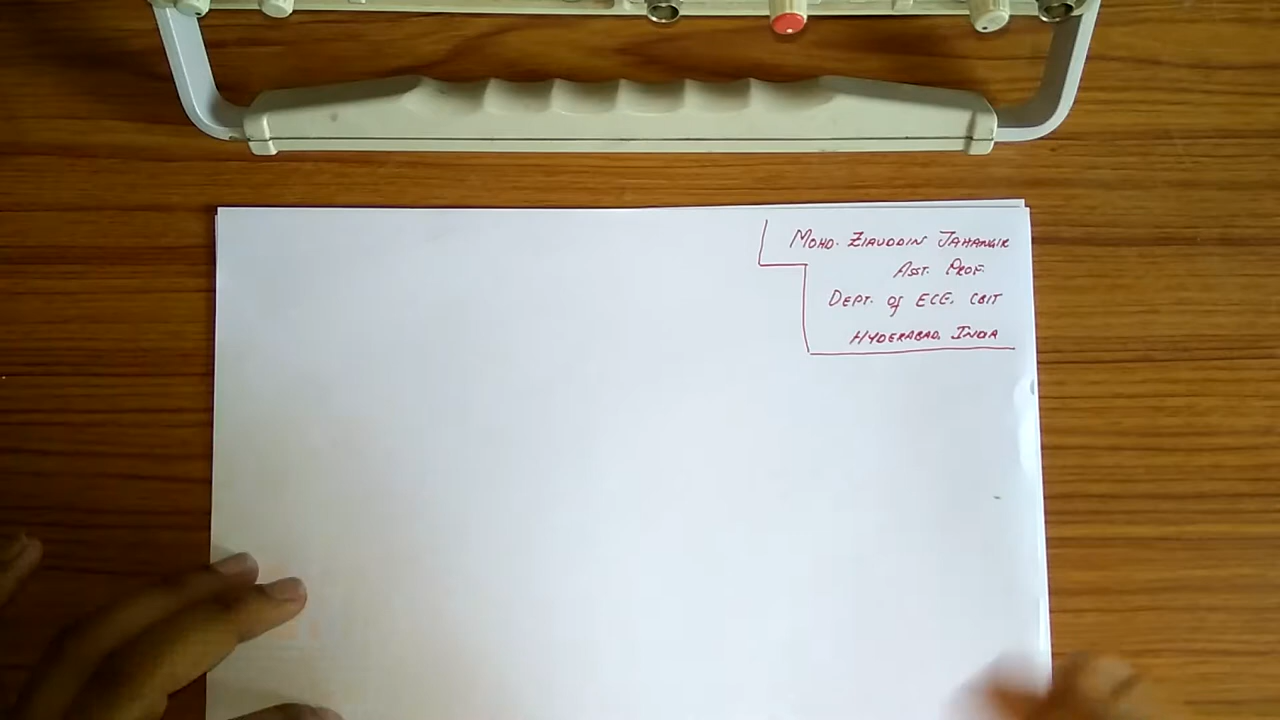 MOHD. ZIAUDDIN JAHANGIR
ASST. PROF.
DEPT. of ECE, CBIT
HYDERABAD, INDIA